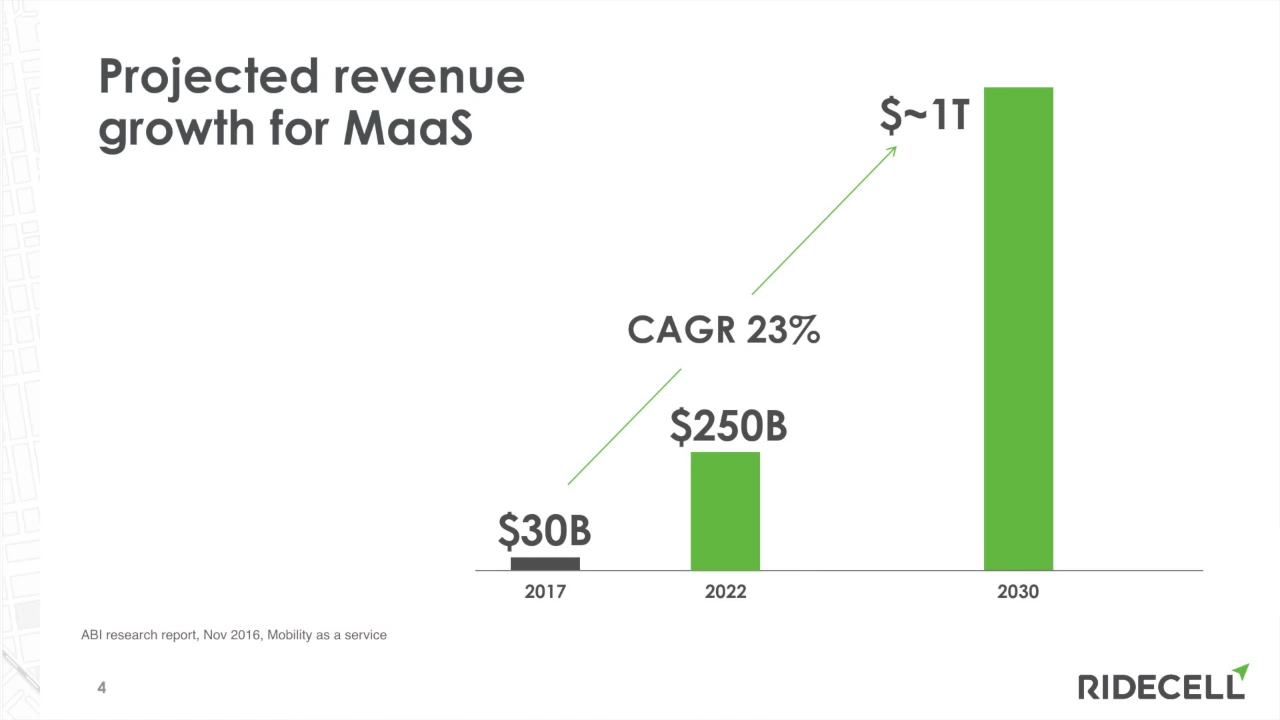 Projected revenue
growth for MaaS
$~1T
CAGR 23%
$250B
$30B
2017
2022
2030
ABI research report, Nov 2016, Mobility as a service
4
RIDECELL